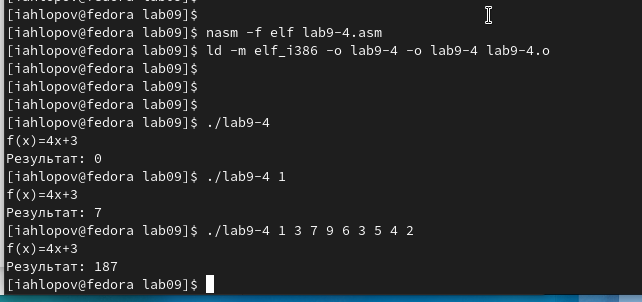 [iahlopov@fedora lab09]$
[iahlopov@fedora lab09]$ nasm -f elf lab9-4.asm
[iahlopov@fedora lab09]$ ld -m elf_i386 -o lab9-4 -o lab9-4 lab9-4.o
[iahlopov@fedora lab09]$
[iahlopov@fedora lab09]$
[iahlopov@fedora lab09]$
[iahlopov@fedora lab09]$ ./lab9-4
f(x)=4x+3
Результат: 0
[iahlopov@fedora lab09]$ ./lab9-4 1
f(x)=4x+3
Результат: 7
[iahlopov@fedora lab09]$ ./lab9-4 1 3 7 9 6 3 5 4 2
f(x)=4x+3
Результат: 187
[iahlopov@fedora lab09]$